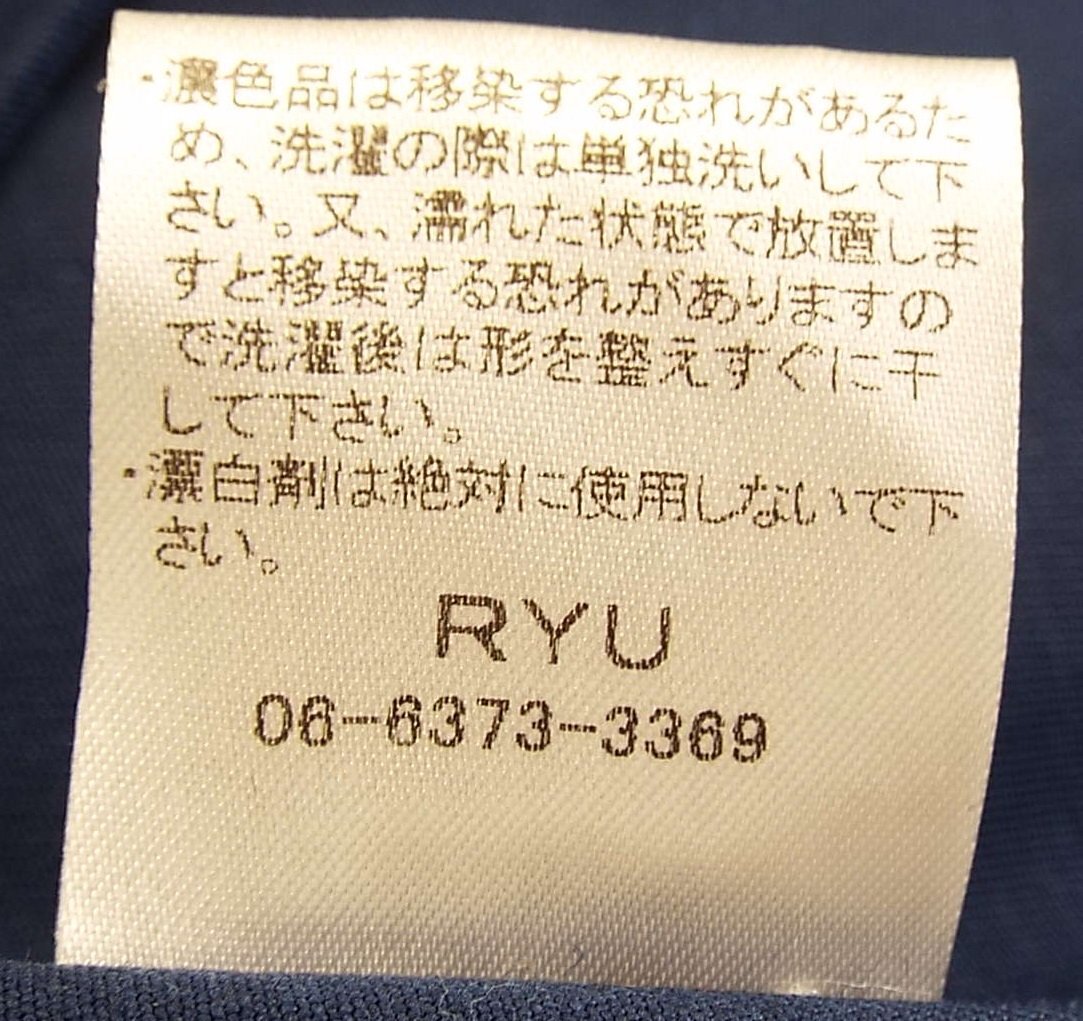 ・濃色品は移染する恐れがあるた
め、洗濯の際は単独洗いして下
さい。又、濡れた状態で放置しま
すと移染する恐れがありますの
で洗濯後は形を整えすぐに干
して下さい。
・漂白剤は絶対に使用しないで下
さい。
RYU
06-6373-3369